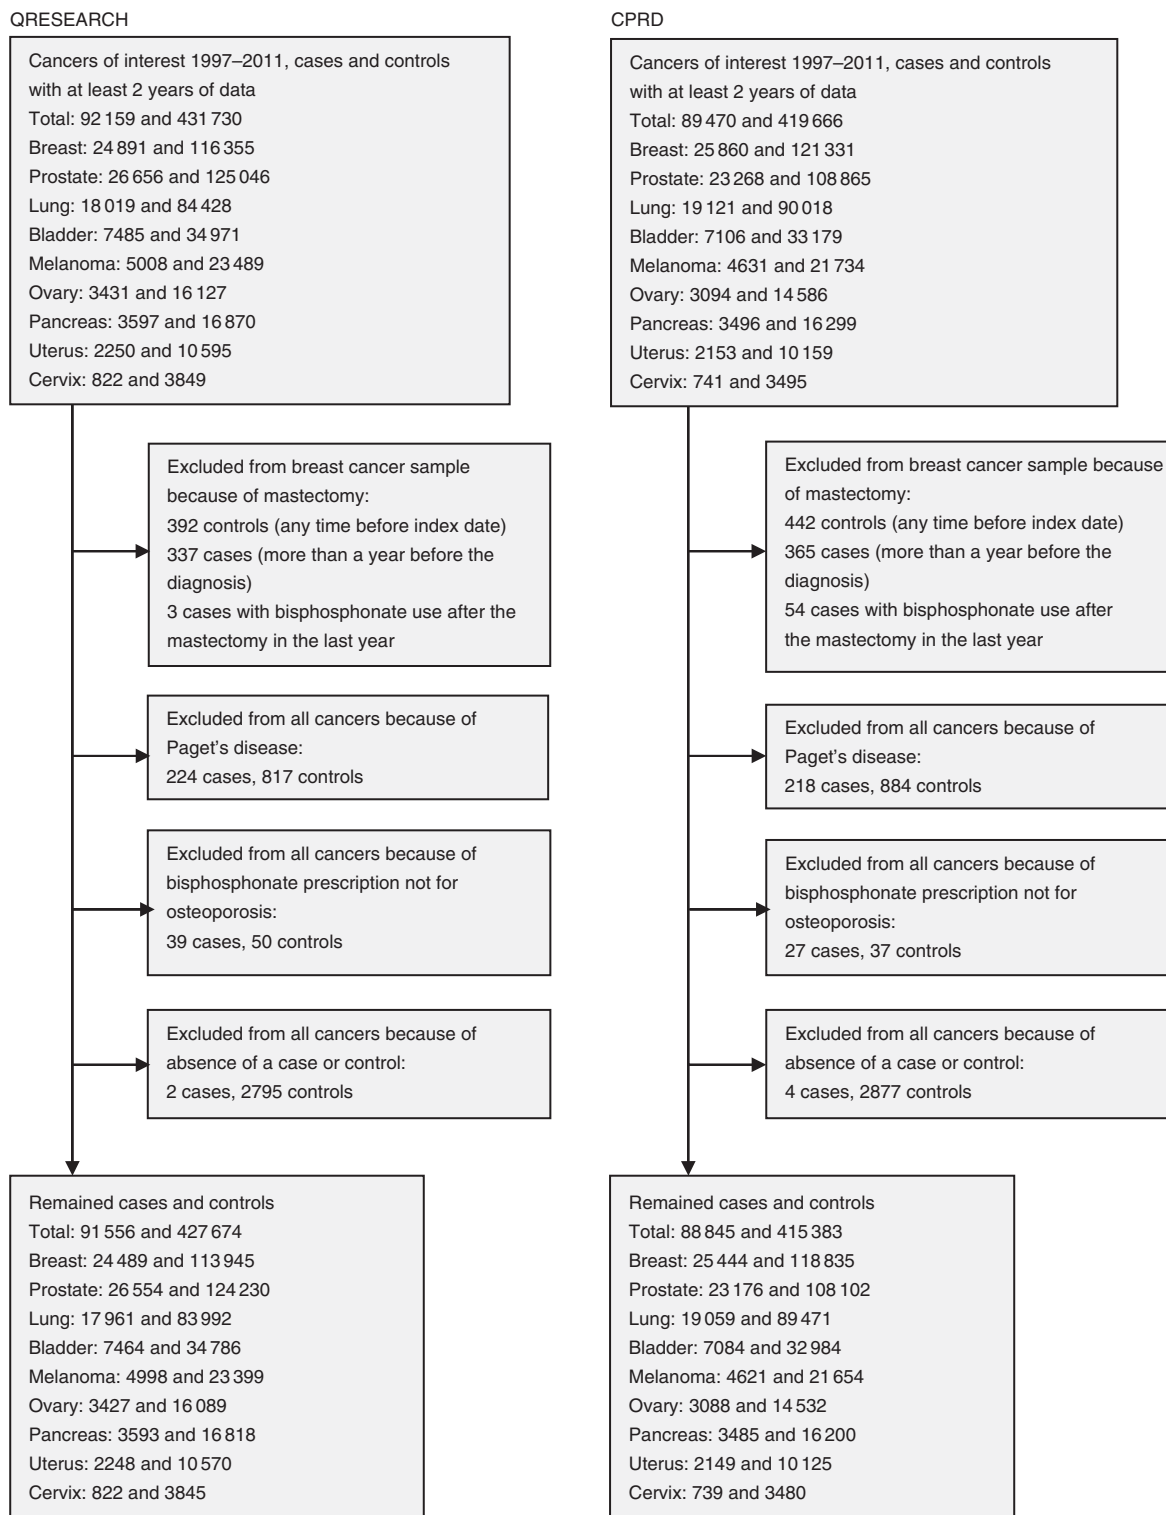 QRESEARCH
Cancers of interest 1997–2011, cases and controls
with at least 2 years of data
Total: 92 159 and 431 730
Breast: 24 891 and 116 355
Prostate: 26 656 and 125 046
Lung: 18 019 and 84 428
Bladder: 7485 and 34 971
Melanoma: 5008 and 23 489
Ovary: 3431 and 16 127
Pancreas: 3597 and 16 870
Uterus: 2250 and 10 595
Cervix: 822 and 3849
Excluded from breast cancer sample
because of mastectomy:
392 controls (any time before index date)
337 cases (more than a year before the
diagnosis)
3 cases with bisphosphonate use after the
mastectomy in the last year
Excluded from all cancers because of
Paget's disease:
224 cases, 817 controls
Excluded from all cancers because of
bisphosphonate prescription not for
osteoporosis:
39 cases, 50 controls
Excluded from all cancers because of
absence of a case or control:
2 cases, 2795 controls
Remained cases and controls
Total: 91 556 and 427 674
Breast: 24 489 and 113 945
Prostate: 26 554 and 124 230
Lung: 17 961 and 83 992
Bladder: 7464 and 34 786
Melanoma: 4998 and 23 399
Ovary: 3427 and 16 089
Pancreas: 3593 and 16 818
Uterus: 2248 and 10 570
Cervix: 822 and 3845
CPRD
Cancers of interest 1997–2011, cases and controls
with at least 2 years of data
Total: 89 470 and 419 666
Breast: 25 860 and 121 331
Prostate: 23 268 and 108 865
Lung: 19 121 and 90 018
Bladder: 7106 and 33 179
Melanoma: 4631 and 21 734
Ovary: 3094 and 14 586
Pancreas: 3496 and 16 299
Uterus: 2153 and 10 159
Cervix: 741 and 3495
Excluded from breast cancer sample because
of mastectomy:
442 controls (any time before index date)
365 cases (more than a year before the
diagnosis)
54 cases with bisphosphonate use after
the mastectomy in the last year
Excluded from all cancers because of
Paget's disease:
218 cases, 884 controls
Excluded from all cancers because of
bisphosphonate prescription not for
osteoporosis:
27 cases, 37 controls
Excluded from all cancers because of
absence of a case or control:
4 cases, 2877 controls
Remained cases and controls
Total: 88 845 and 415 383
Breast: 25 444 and 118 835
Prostate: 23 176 and 108 102
Lung: 19 059 and 89 471
Bladder: 7084 and 32 984
Melanoma: 4621 and 21 654
Ovary: 3088 and 14 532
Pancreas: 3485 and 16 200
Uterus: 2149 and 10 125
Cervix: 739 and 3480